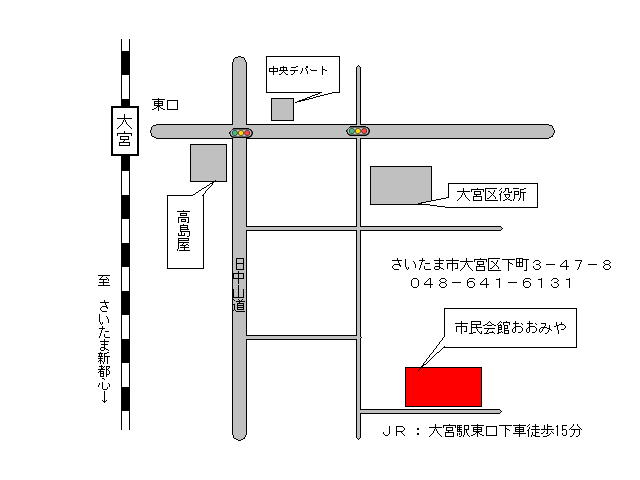 中央デパート
東口
大宮
大宮区役所
高島屋
さいたま市大宮区下町３－４７－８
０４８－６４１－６１３１
旧中山道
至 さいたま新都心→
市民会館おおみや
ＪＲ：大宮駅東口下車徒歩15分